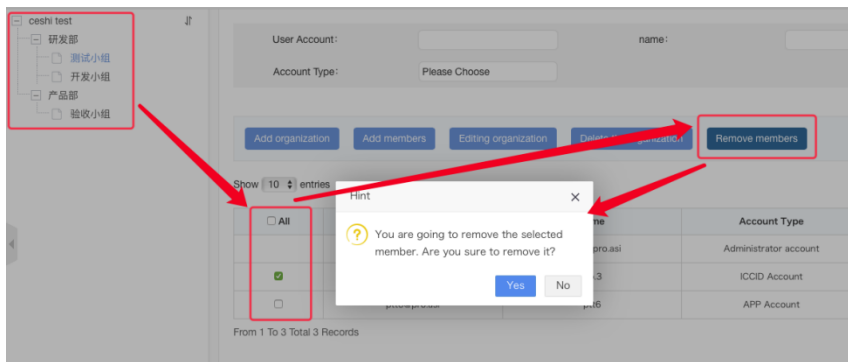 ceshi test
研发部
测试小组
开发小组
产品部
验收小组
User Account:
name:
Account Type:
Please Choose
Add organization
Add members
Editing organization
Remove members
Show 10 entries
Hint
All
Account Type
You are going to remove the selected
member. Are you sure to remove it?
Administrator account
ICCID Account
Yes
No
APP Account
From 1 To 3 Total 3 Records